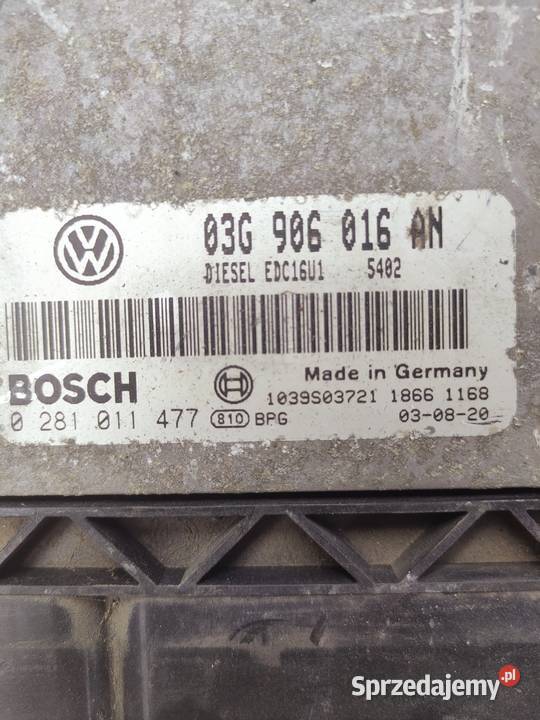 03G 906 016 AN
DIESEL EDC16U1 5402
BOSCH
Made in Germany
1039S03721 1866 1168
0 281 011 477 810 BPG 03-08-20
Sprzedajemy.pl